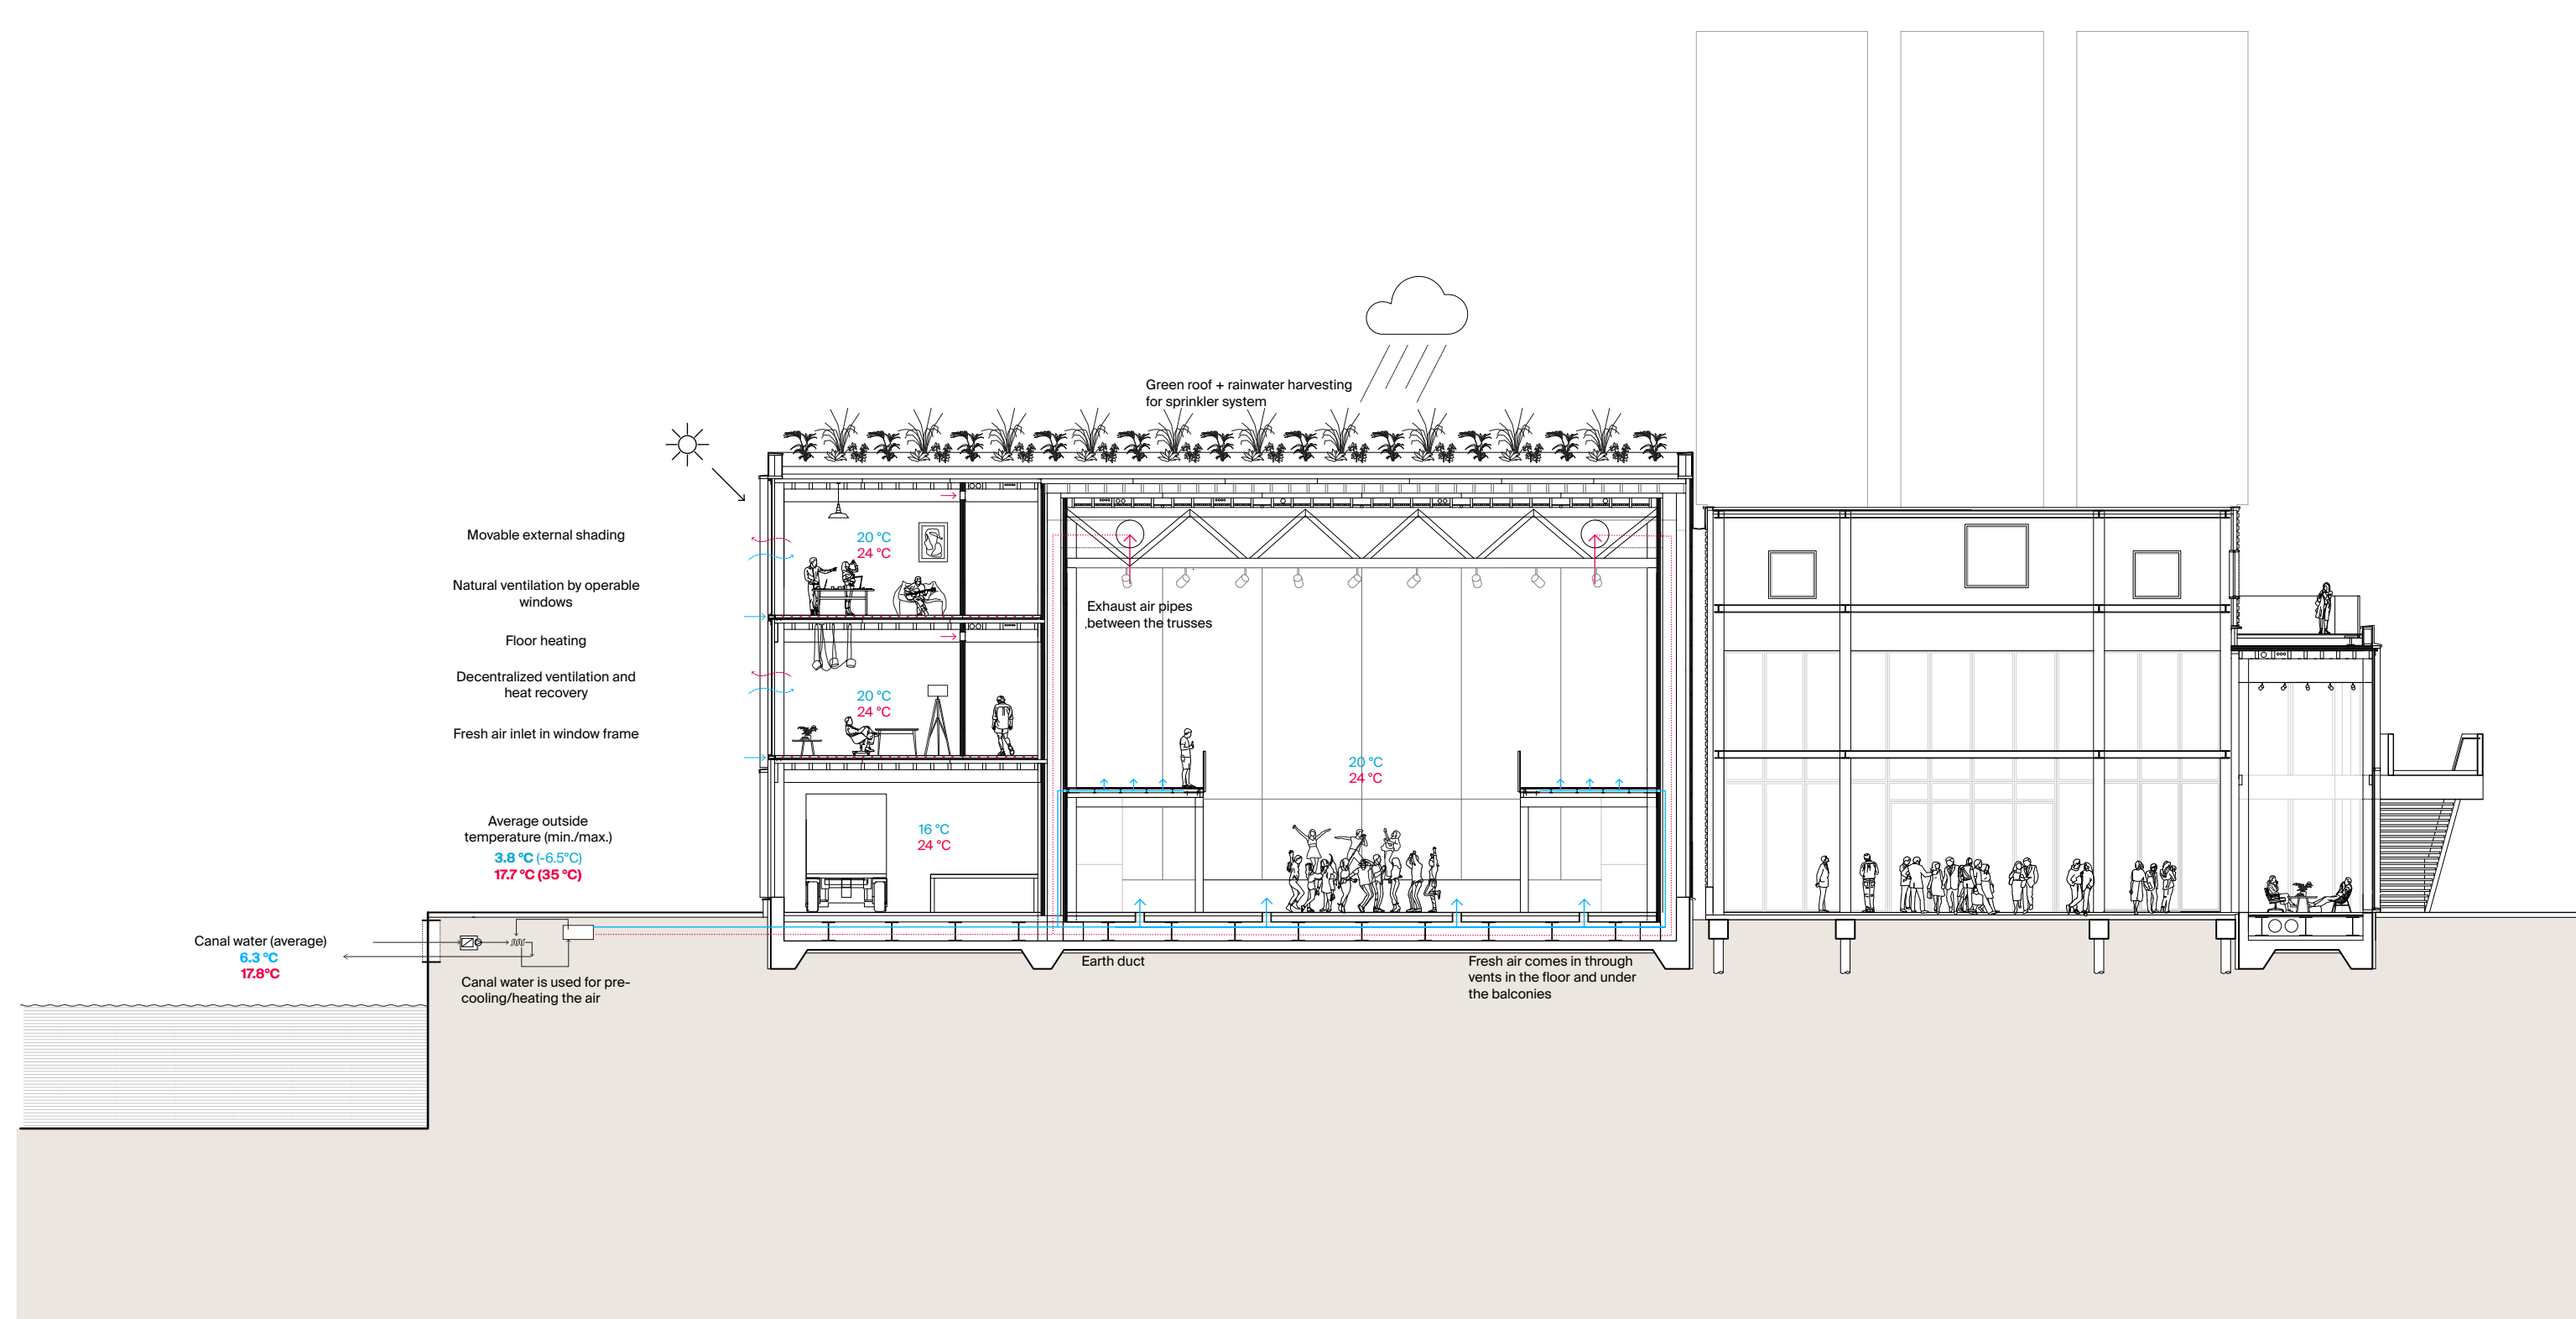 Green roof + rainwater harvesting
for sprinkler system
Movable external shading
Natural ventilation by operable
windows
Floor heating
Decentralized ventilation and
heat recovery
Fresh air inlet in window frame
Average outside
temperature (min./max.)
3.8 °C (-6.5°C)
17.7 °C (35 °C)
Canal water (average)
6.3 °C
17.8°C
Canal water is used for pre-
cooling/heating the air
20 °C
24 °C
20 °C
24 °C
16 °C
24 °C
Exhaust air pipes
,between the trusses
20 °C
24 °C
Earth duct
Fresh air comes in through
vents in the floor and under
the balconies